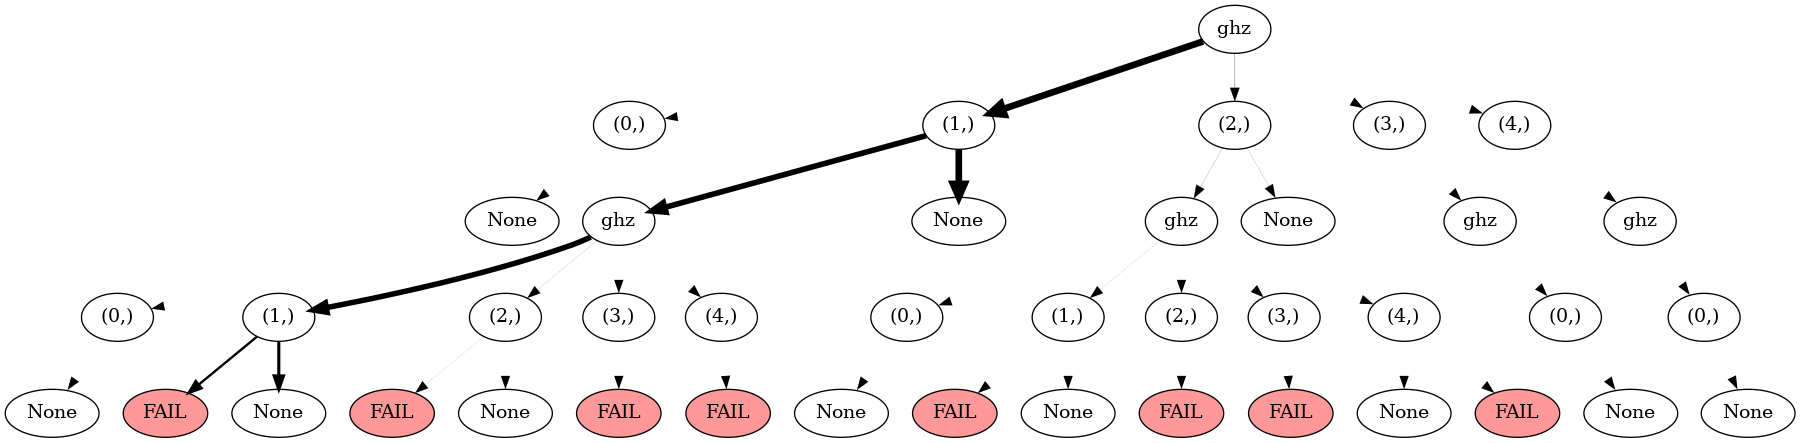 ghz
(0,) (1,) (2,) (3,) (4,)
None ghz None ghz None ghz ghz
(0,) (1,) (2,) (3,) (4,) (0,) (1,) (2,) (3,) (4,) (0,) (0,)
None FAIL None FAIL None FAIL FAIL None FAIL None FAIL FAIL None FAIL None None